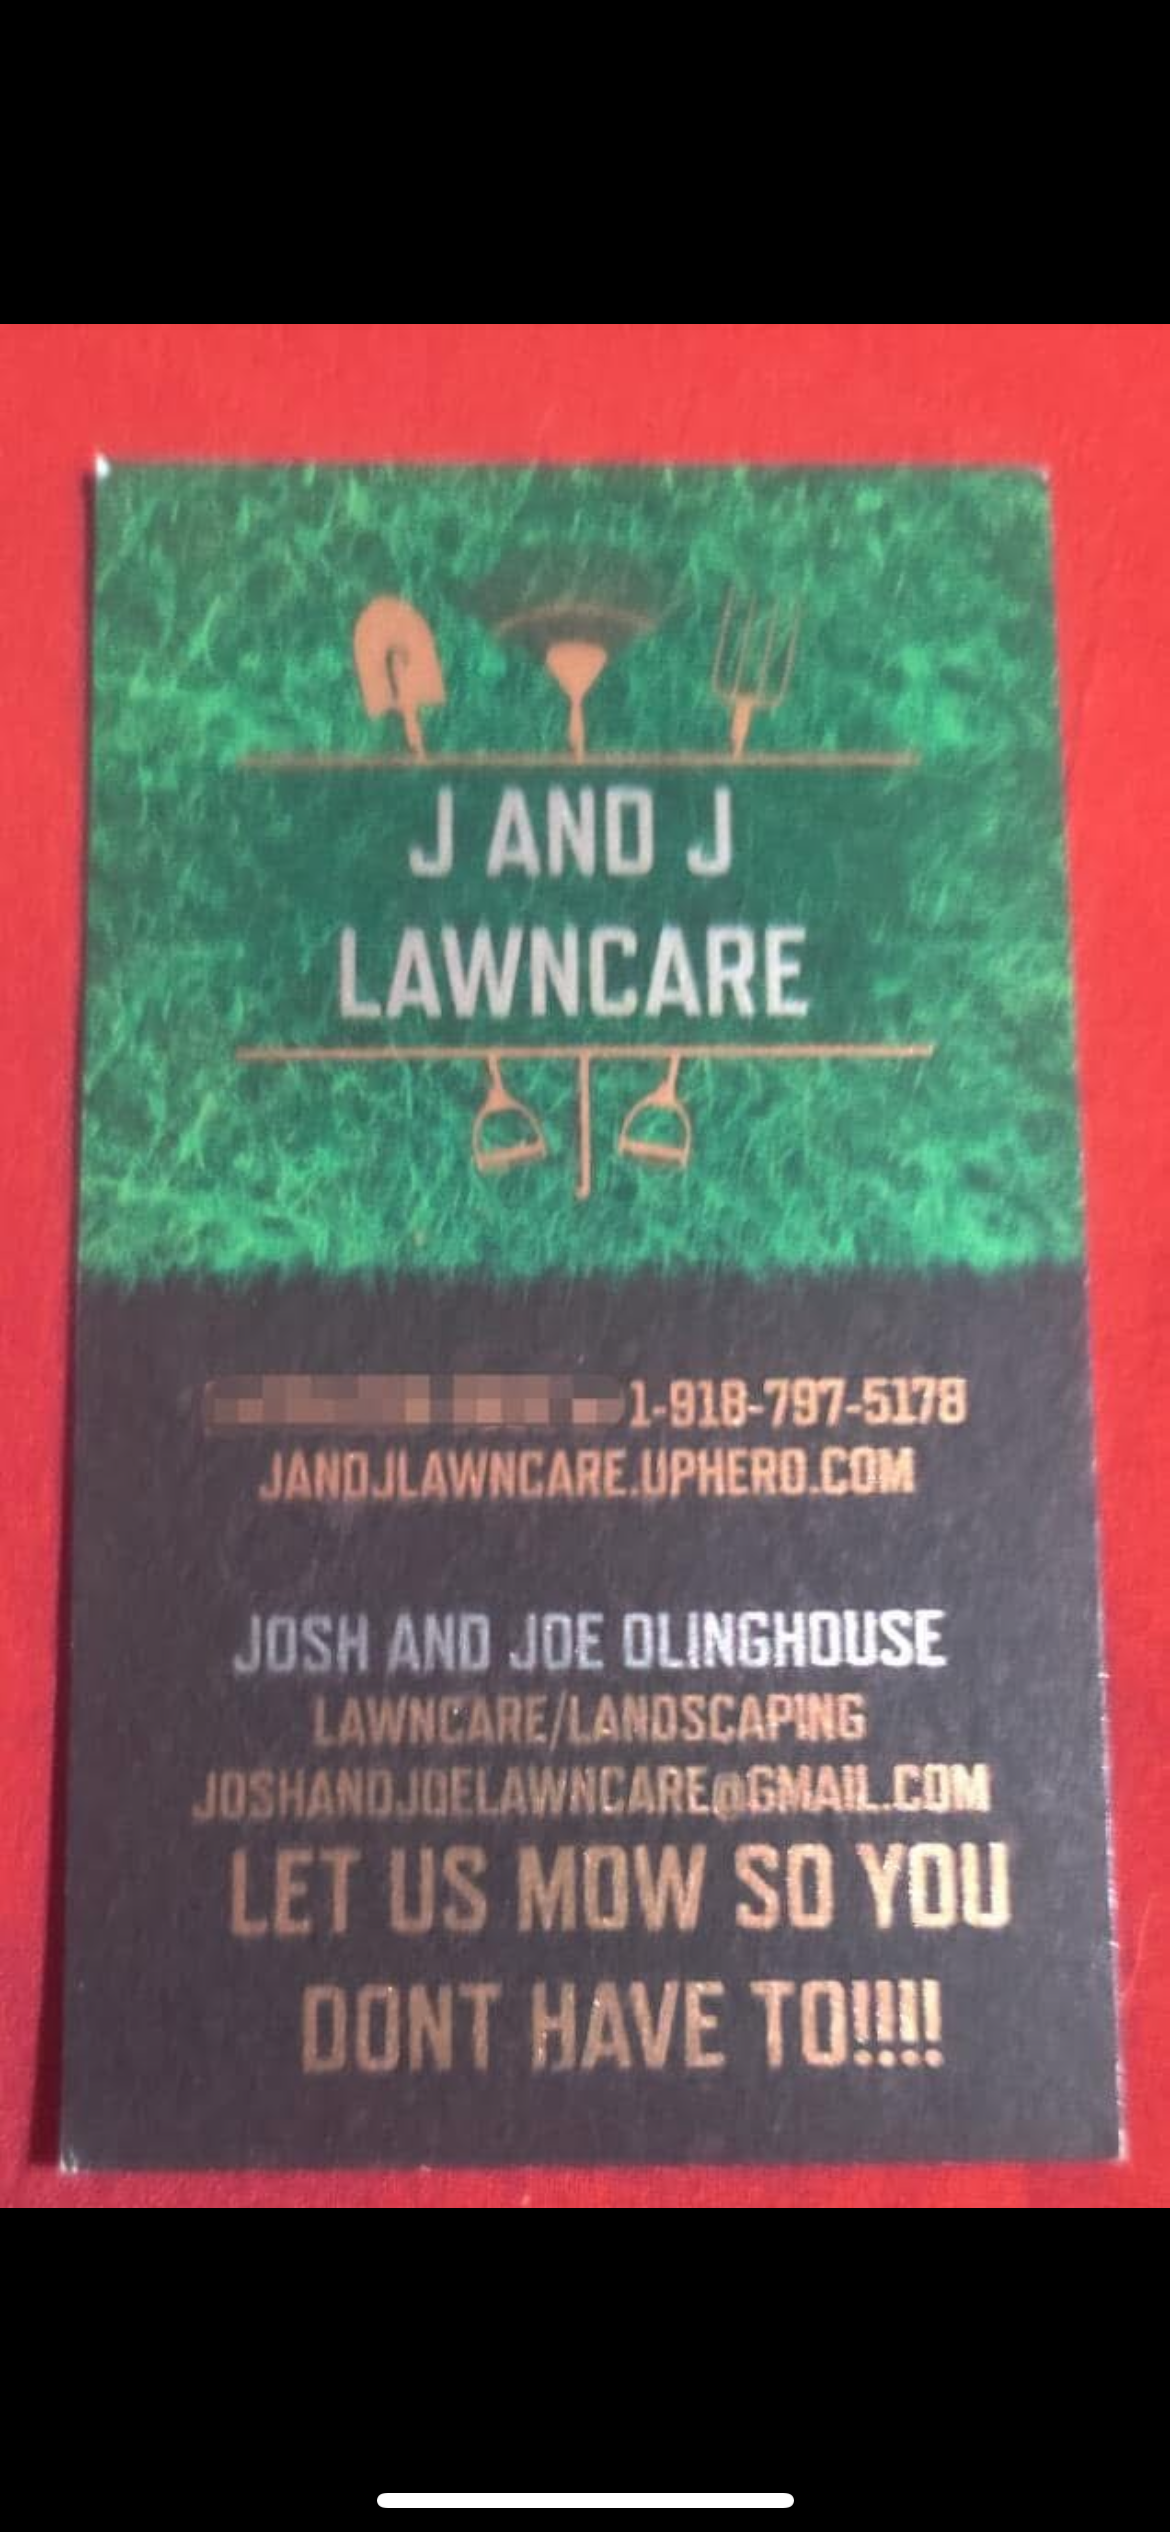 J AND J
LAWNCARE
1-918-797-5178
JANDJLAWNCARE.UPHERO.COM
JOSH AND JOE OLINGHOUSE
LAWNCARE/LANDSCAPING
JOSHANDJOELAWNCARE@GMAIL.COM
LET US MOW SO YOU
DONT HAVE TO!!!!